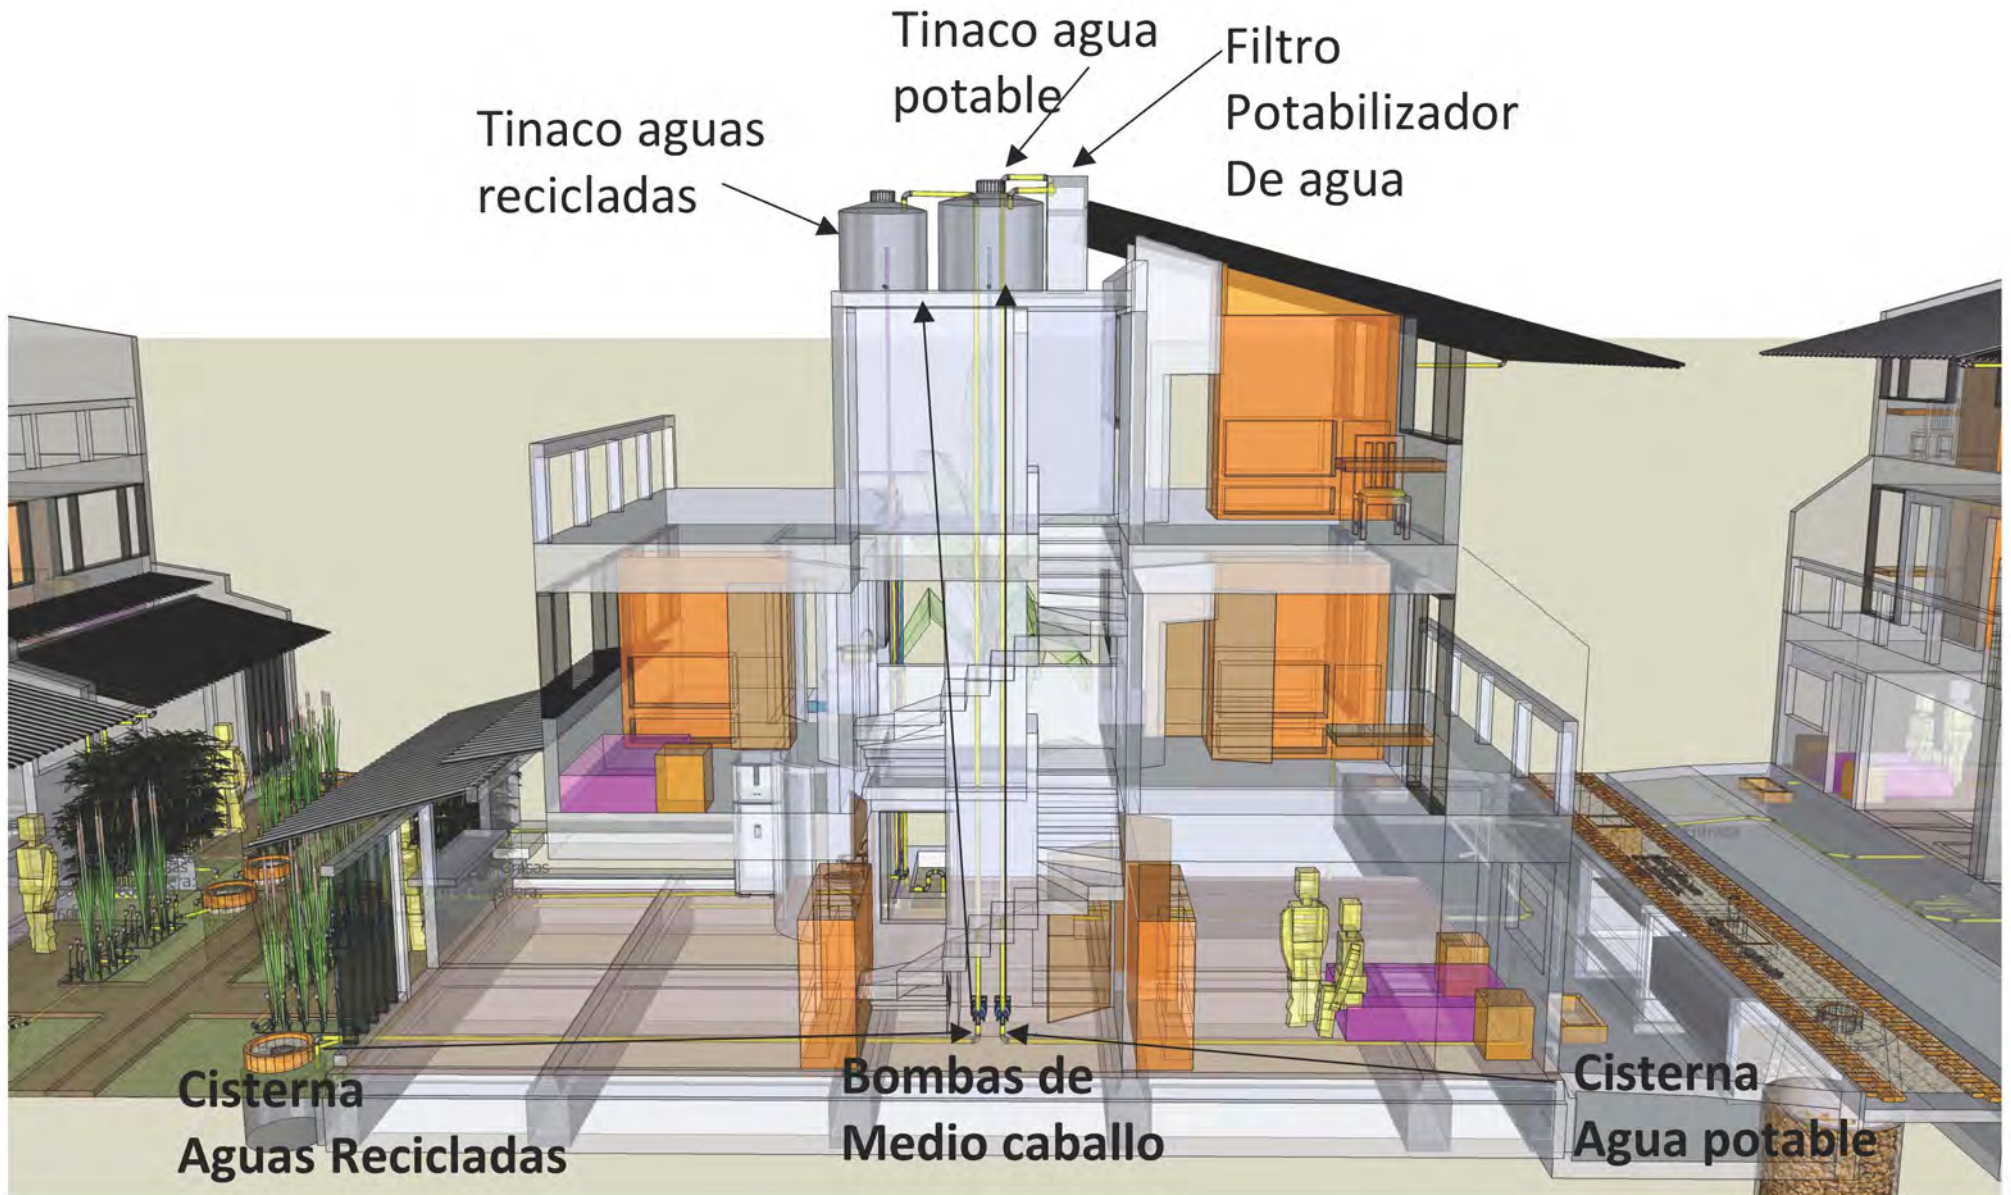 Tinaco agua
potable
Filtro
Potabilizador
De agua
Tinaco aguas
recicladas
Grasas
Cisterna
Aguas Recicladas
Bombas de
Medio caballo
Cisterna
Agua potable